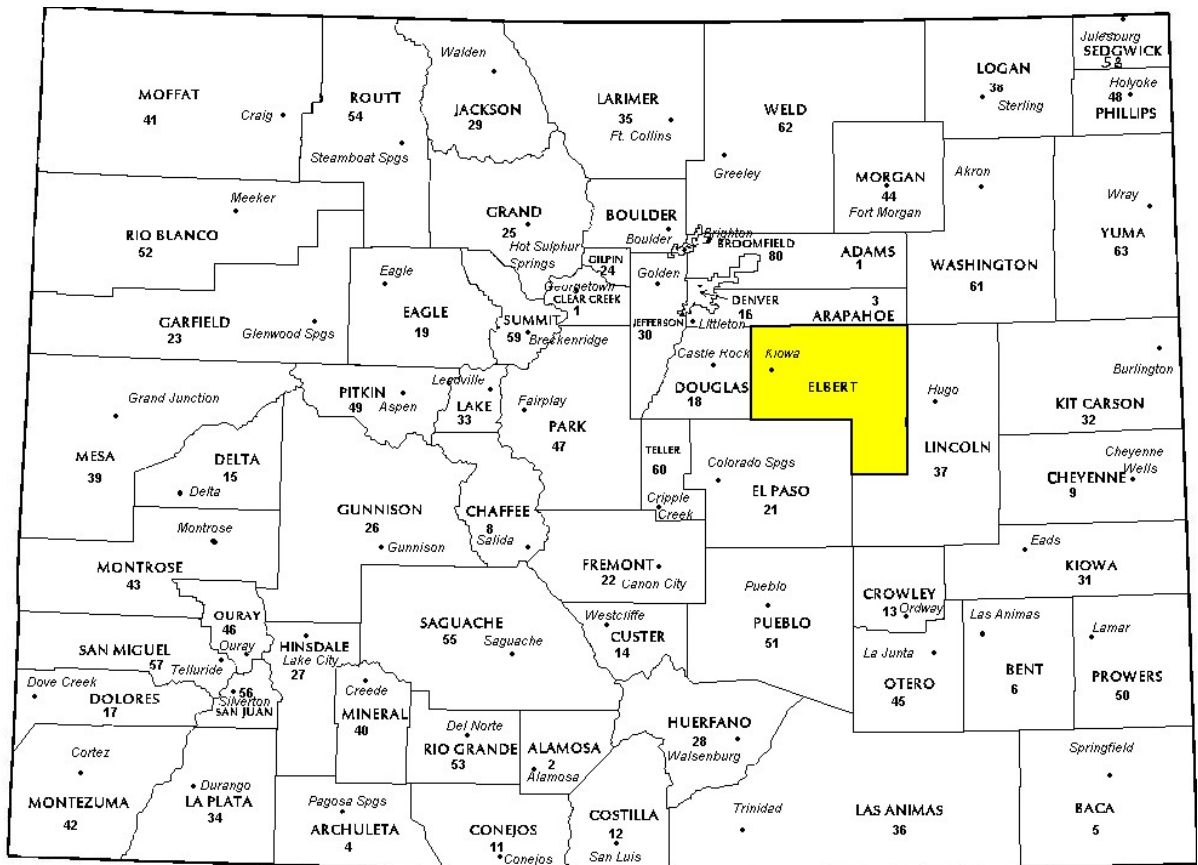 Walden
JACKSON
29
MOFFAT
41
Craig
ROUTT
54
Steamboat Spgs
LARIMER
35
Ft. Collins
WELD
62
Greeley
LOGAN
38
Sterling
Julesburg
SEDGWICK
58
Holyoke
48
PHILLIPS
MORGAN
44
Fort Morgan
Akron
WASHINGTON
61
Wray
YUMA
63
Meeker
RIO BLANCO
52
GRAND
25
Hot Sulphur
Springs
BOULDER
Boulder
Brighton
BROOMFIELD
80
ADAMS
1
GILPIN
24
Georgetown
CLEAR CREEK
1
Golden
JEFFERSON
30
DENVER
16
3
ARAPAHOE
Littleton
Eagle
EAGLE
19
SUMMIT
59
Breckenridge
GARFIELD
23
Glenwood Spgs
Castle Rock
DOUGLAS
18
Kiowa
ELBERT
Hugo
LINCOLN
37
Burlington
KIT CARSON
32
Cheyenne
Wells
CHEYENNE
9
PITKIN
49
Aspen
Leadville
LAKE
33
Fairplay
PARK
47
Grand Junction
MESA
39
DELTA
15
Delta
TELLER
60
Cripple
Creek
Colorado Spgs
EL PASO
21
GUNNISON
26
Gunnison
CHAFFEE
8
Salida
Montrose
MONTROSE
43
FREMONT
22
Canon City
Pueblo
PUEBLO
51
CROWLEY
13
Ordway
Eads
KIOWA
31
OURAY
46
Ouray
SAN MIGUEL
57
Telluride
HINSDALE
Lake City
27
SAGUACHE
55
Saguache
Westcliffe
CUSTER
14
La Junta
OTERO
45
Las Animas
BENT
6
Lamar
PROWERS
50
Dove Creek
DOLORES
17
56
Silverton
SAN JUAN
Creede
MINERAL
40
Del Norte
RIO GRANDE
53
ALAMOSA
2
Alamosa
HUERFANO
28
Walsenburg
Cortez
MONTEZUMA
42
Durango
LA PLATA
34
Pagosa Spgs
ARCHULETA
4
CONEJOS
11
Conejos
COSTILLA
12
San Luis
Trinidad
LAS ANIMAS
36
Springfield
BACA
5